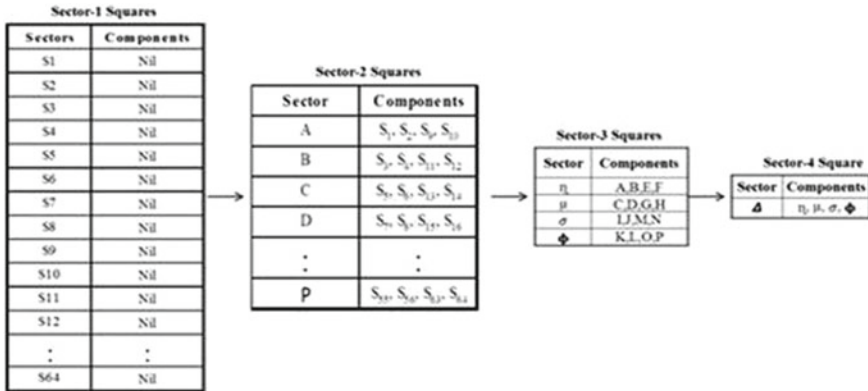 Sector-1 Squares
Sectors Components
S1 Nil
S2 Nil
S3 Nil
S4 Nil
S5 Nil
S6 Nil
S7 Nil
S8 Nil
S9 Nil
S10 Nil
S11 Nil
S12 Nil
: :
S64 Nil
Sector-2 Squares
Sector Components
A S1, S2, S9, S10
B S3, S4, S11, S12
C S5, S6, S13, S14
D S7, S8, S15, S16
: :
P S55, S56, S63, S64
Sector-3 Squares
Sector Components
η A,B,E,F
μ C,D,G,H
σ I,J,M,N
ϕ K,L,O,P
Sector-4 Square
Sector Components
Δ η, μ, σ, ϕ